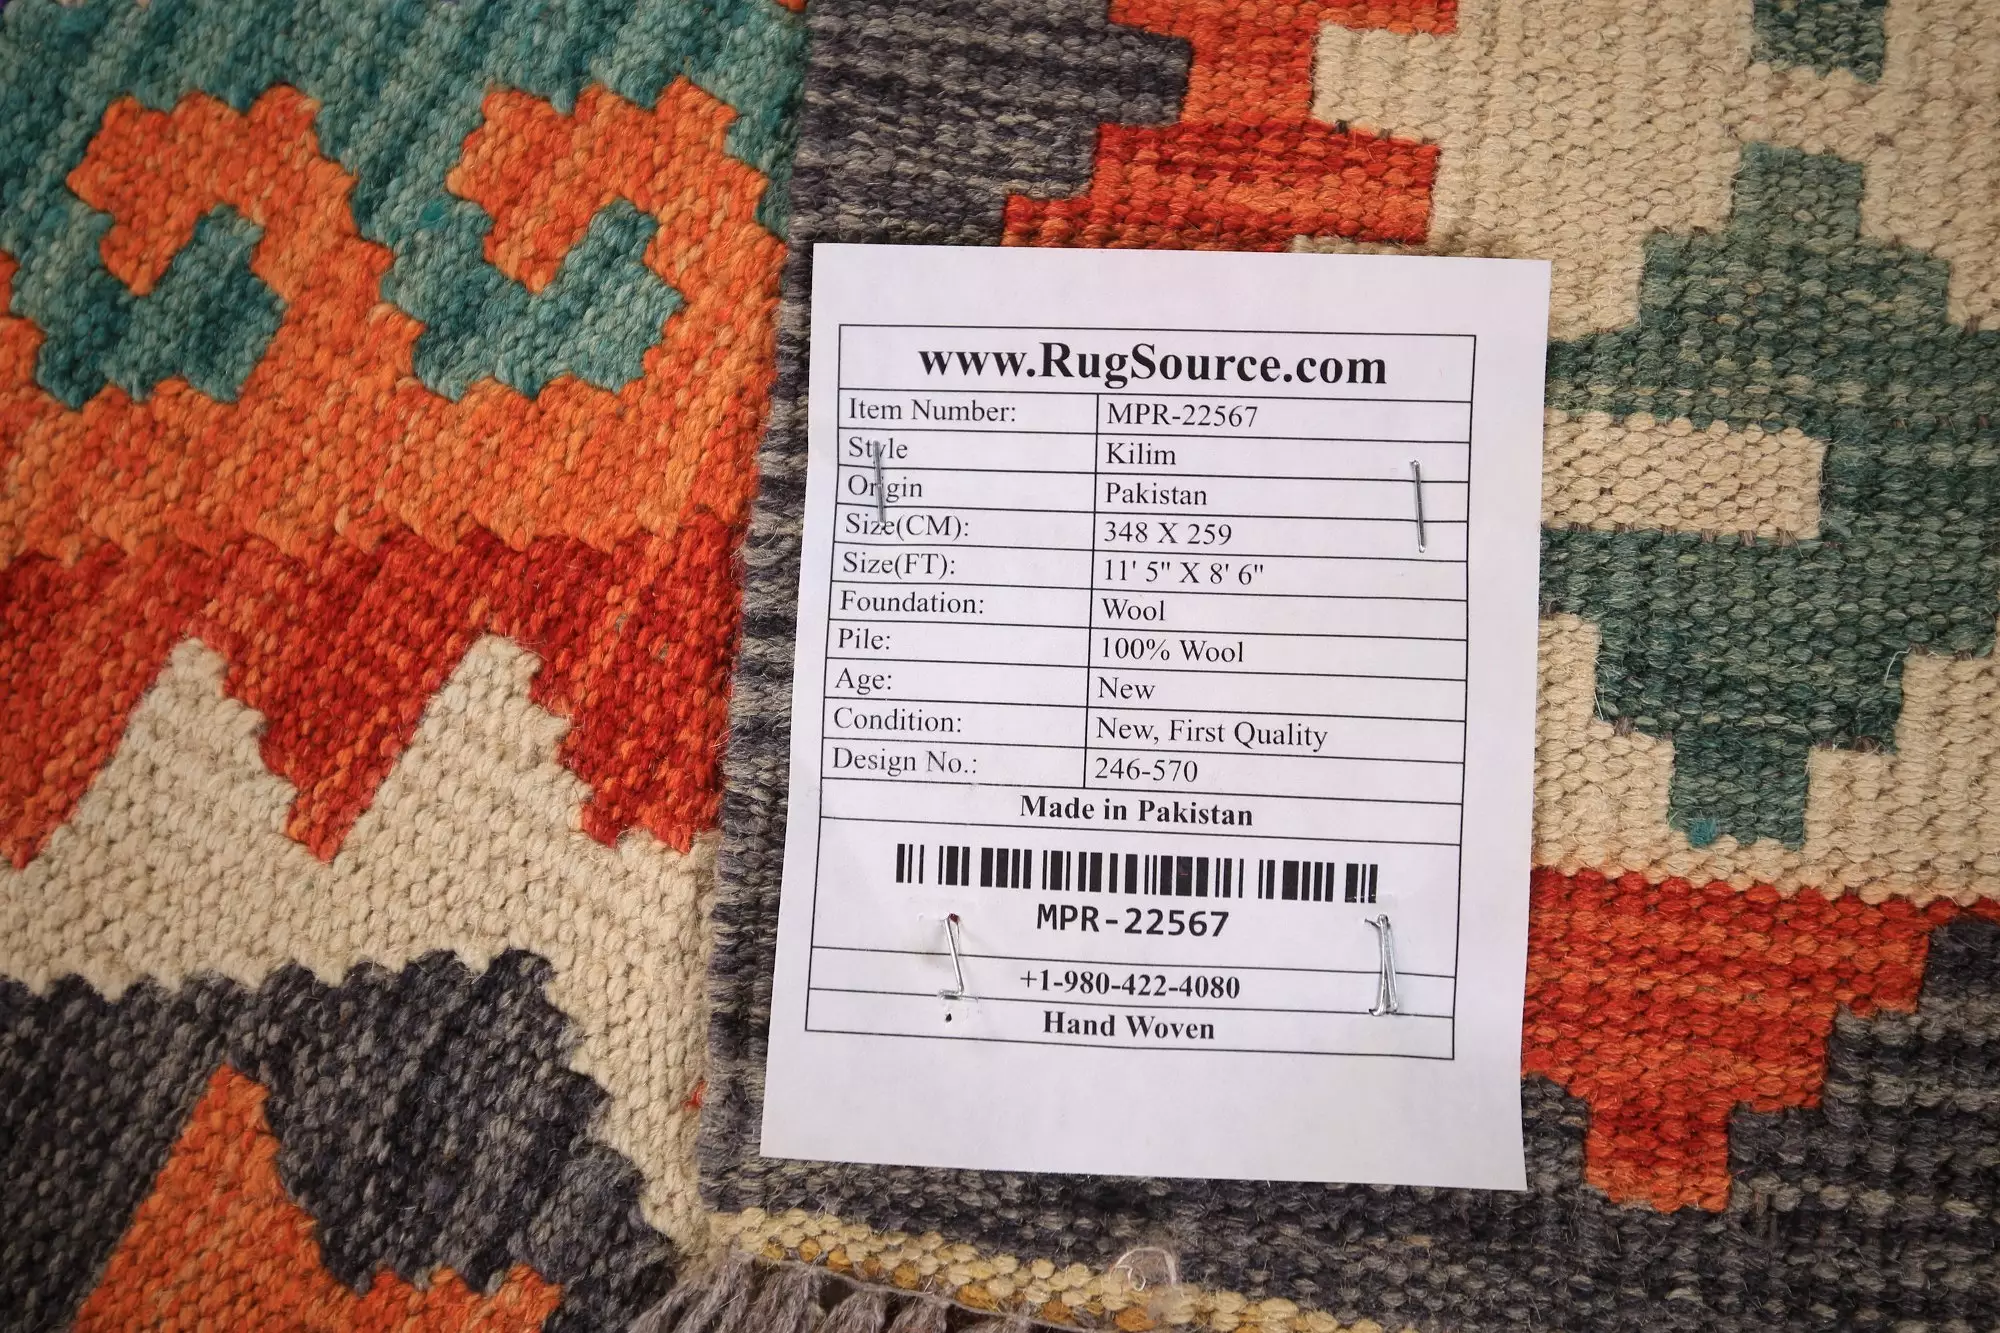 www.RugSource.com
Item Number: MPR-22567
Style Kilim
Origin Pakistan
Size(CM): 348 X 259
Size(FT): 11' 5" X 8' 6"
Foundation: Wool
Pile: 100% Wool
Age: New
Condition: New, First Quality
Design No.: 246-570
Made in Pakistan
MPR-22567
+1-980-422-4080
Hand Woven